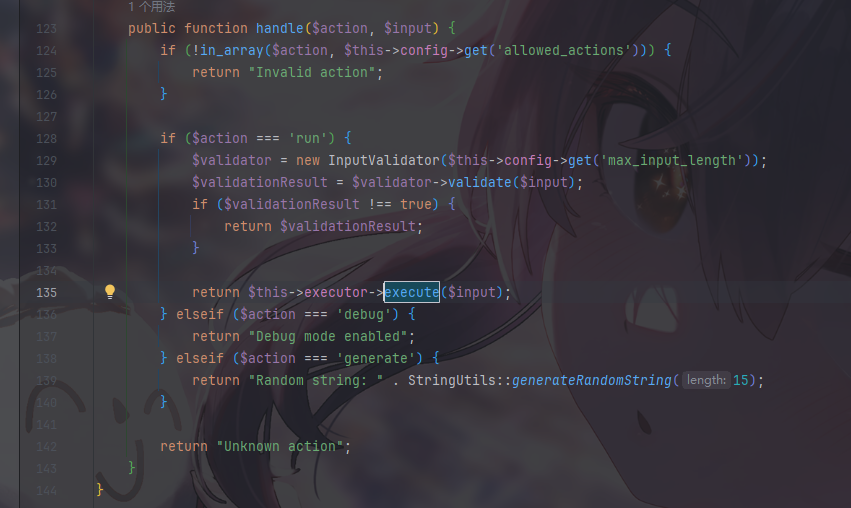 1 个用法
123 public function handle($action, $input) {
124 if (!in_array($action, $this->config->get('allowed_actions'))) {
125 return "Invalid action";
126 }
127
128 if ($action === 'run') {
129 $validator = new InputValidator($this->config->get('max_input_length'));
130 $validationResult = $validator->validate($input);
131 if ($validationResult !== true) {
132 return $validationResult;
133 }
134
135 return $this->executor->execute($input);
136 } elseif ($action === 'debug') {
137 return "Debug mode enabled";
138 } elseif ($action === 'generate') {
139 return "Random string: " . StringUtils::generateRandomString( length: 15);
140 }
141
142 return "Unknown action";
143 }
144 }